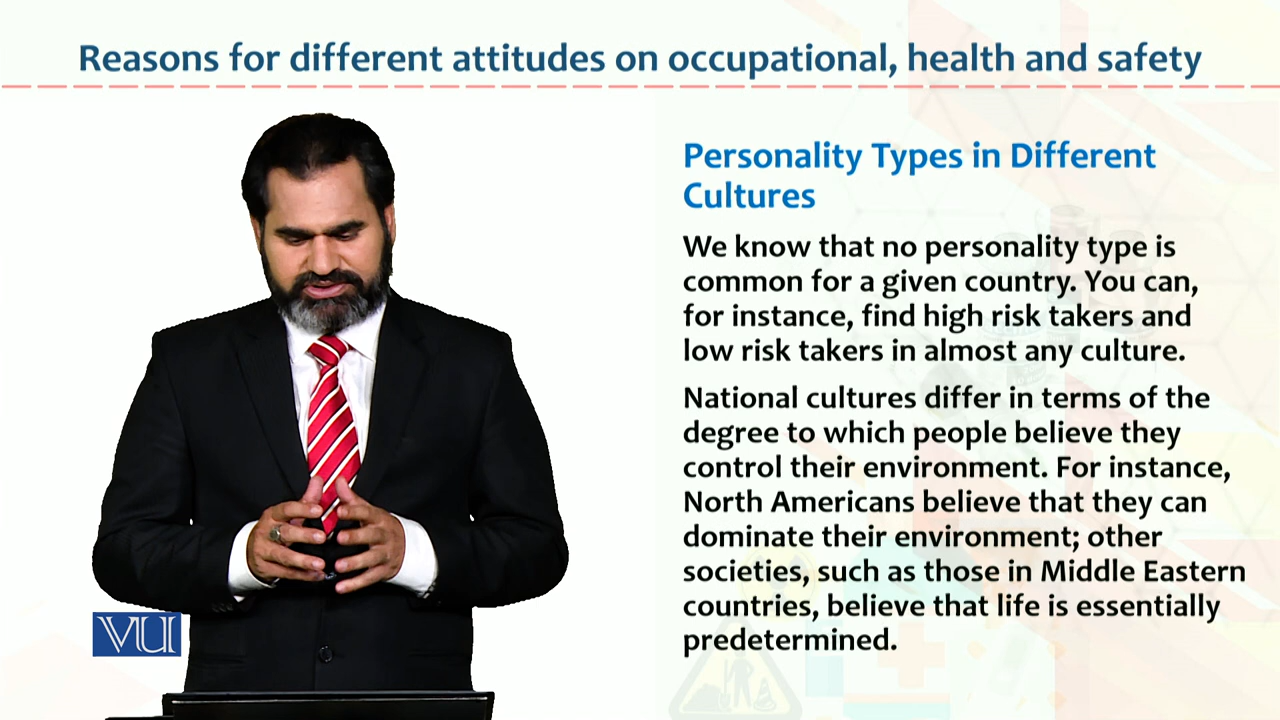 Reasons for different attitudes on occupational, health and safety
Personality Types in Different
Cultures
We know that no personality type is
common for a given country. You can,
for instance, find high risk takers and
low risk takers in almost any culture.
National cultures differ in terms of the
degree to which people believe they
control their environment. For instance,
North Americans believe that they can
dominate their environment; other
societies, such as those in Middle Eastern
countries, believe that life is essentially
predetermined.
VU